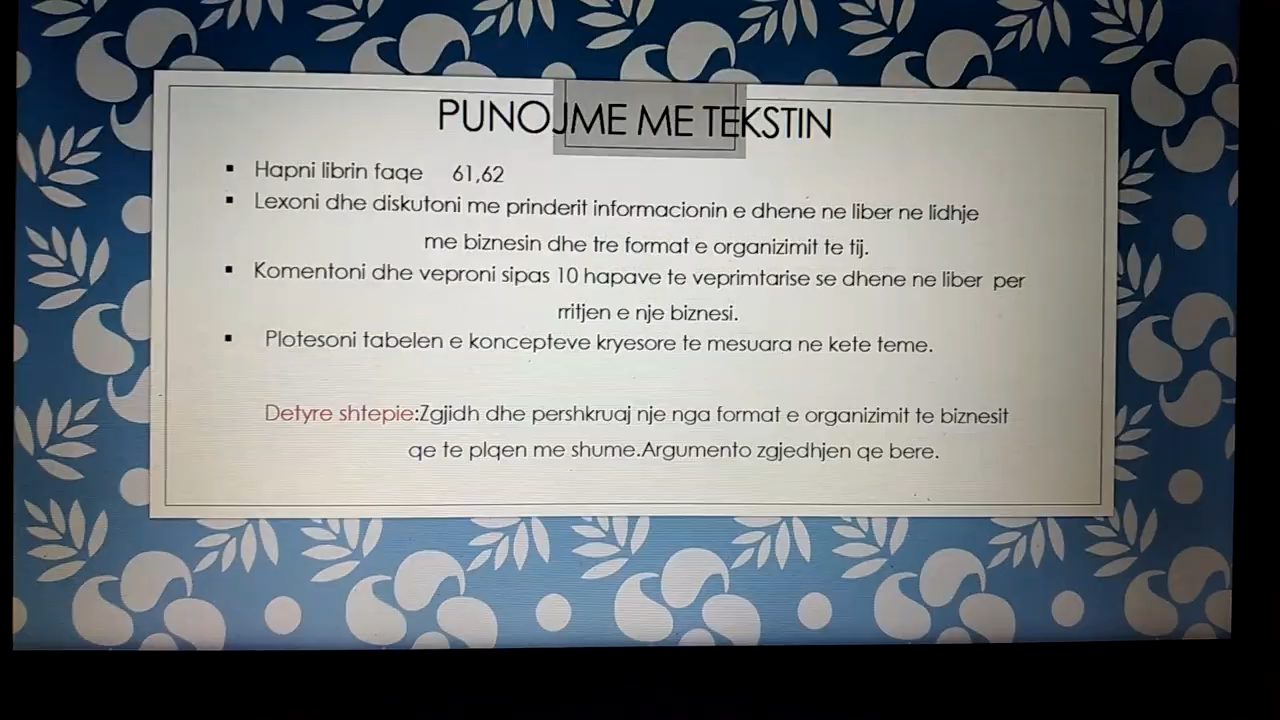 PUNOJME ME TEKSTIN
▪ Hapni librin faqe 61,62
▪ Lexoni dhe diskutoni me prinderit informacionin e dhene ne liber ne lidhje
me biznesin dhe tre format e organizimit te tij.
▪ Komentoni dhe veproni sipas 10 hapave te veprimtarise se dhene ne liber per
rritjen e nje biznesi.
▪ Plotesoni tabelen e koncepteve kryesore te mesuara ne kete teme.
Detyre shtepie:Zgjidh dhe pershkruaj nje nga format e organizimit te biznesit
qe te plqen me shume.Argumento zgjedhjen qe bere.